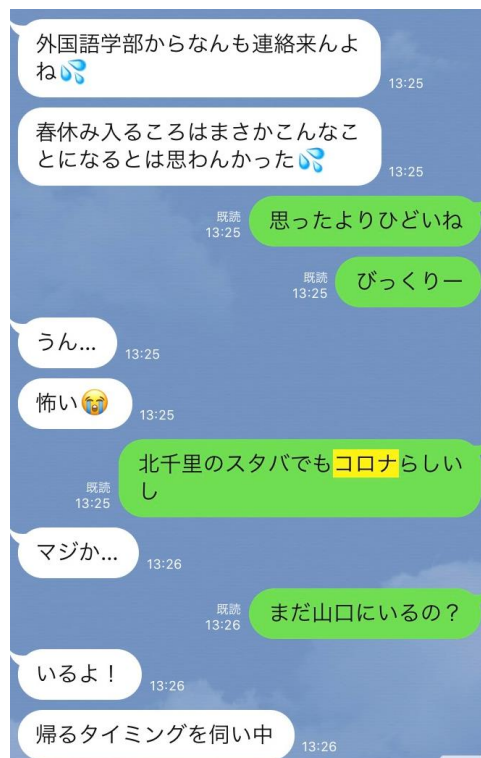 外国語学部からなんも連絡来んよ
ね💦
13:25
春休み入るころはまさかこんなこ
とになるとは思わんかった💦
13:25
既読
13:25
思ったよりひどいね
既読
13:25
びっくりー
うん...
13:25
怖い😭
13:25
北千里のスタバでもコロナらしい
し
既読
13:25
マジか...
13:26
既読
13:26
まだ山口にいるの？
いるよ！
13:26
帰るタイミングを伺い中
13:26